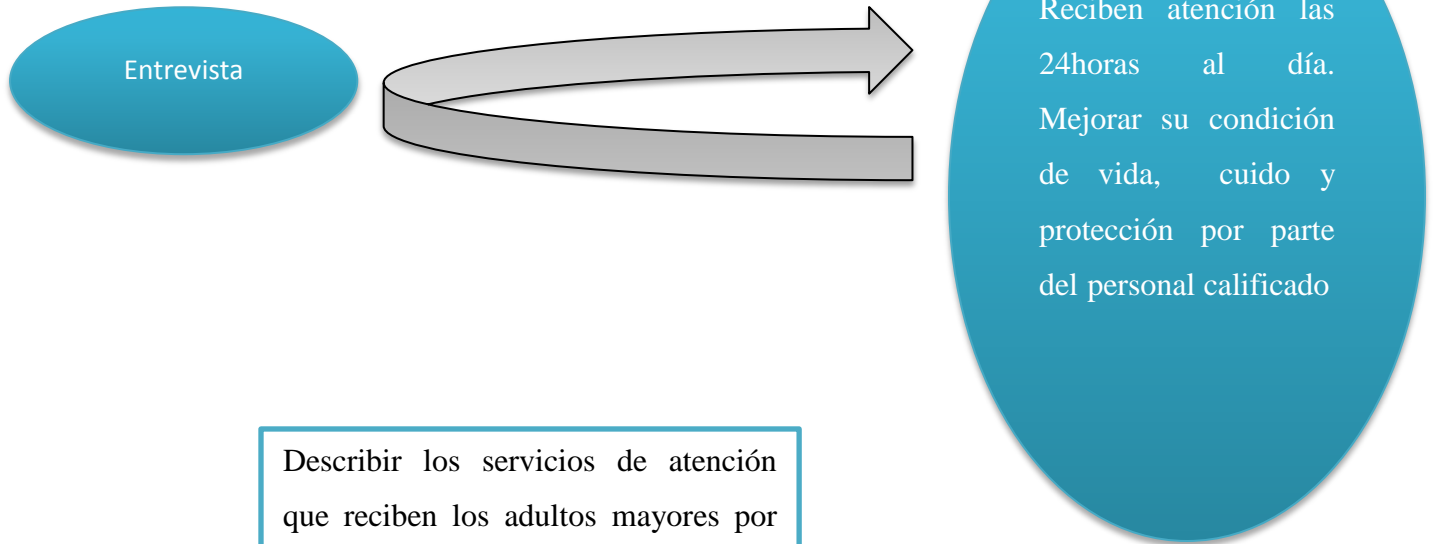 Entrevista
Reciben atención las
24horas al día.
Mejorar su condición
de vida, cuido y
protección por parte
del personal calificado
Describir los servicios de atención
que reciben los adultos mayores por